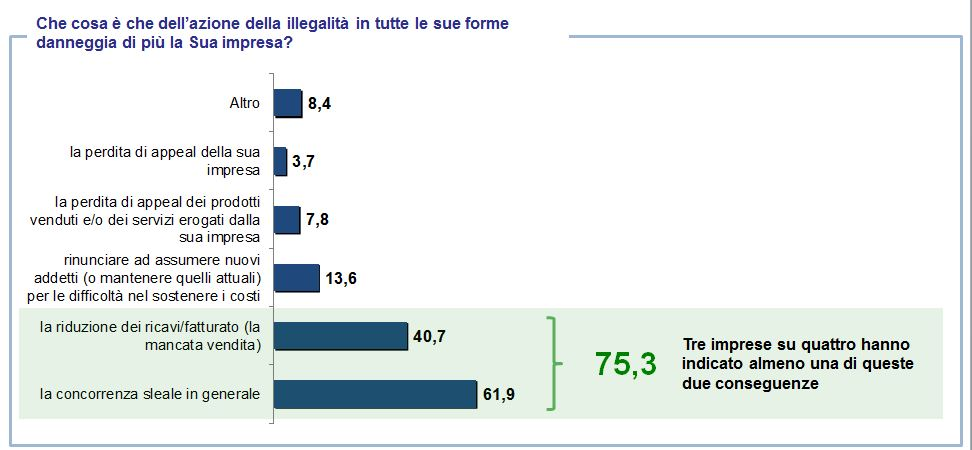 Che cosa è che dell'azione della illegalità in tutte le sue forme
danneggia di più la Sua impresa?
Altro
8,4
la perdita di appeal della sua
impresa
3,7
la perdita di appeal dei prodotti
venduti e/o dei servizi erogati dalla
sua impresa
7,8
rinunciare ad assumere nuovi
addetti (o mantenere quelli attuali)
per le difficoltà nel sostenere i costi
13,6
la riduzione dei ricavi/fatturato (la
mancata vendita)
40,7
la concorrenza sleale in generale
61,9
75,3
Tre imprese su quattro hanno
indicato almeno una di queste
due conseguenze